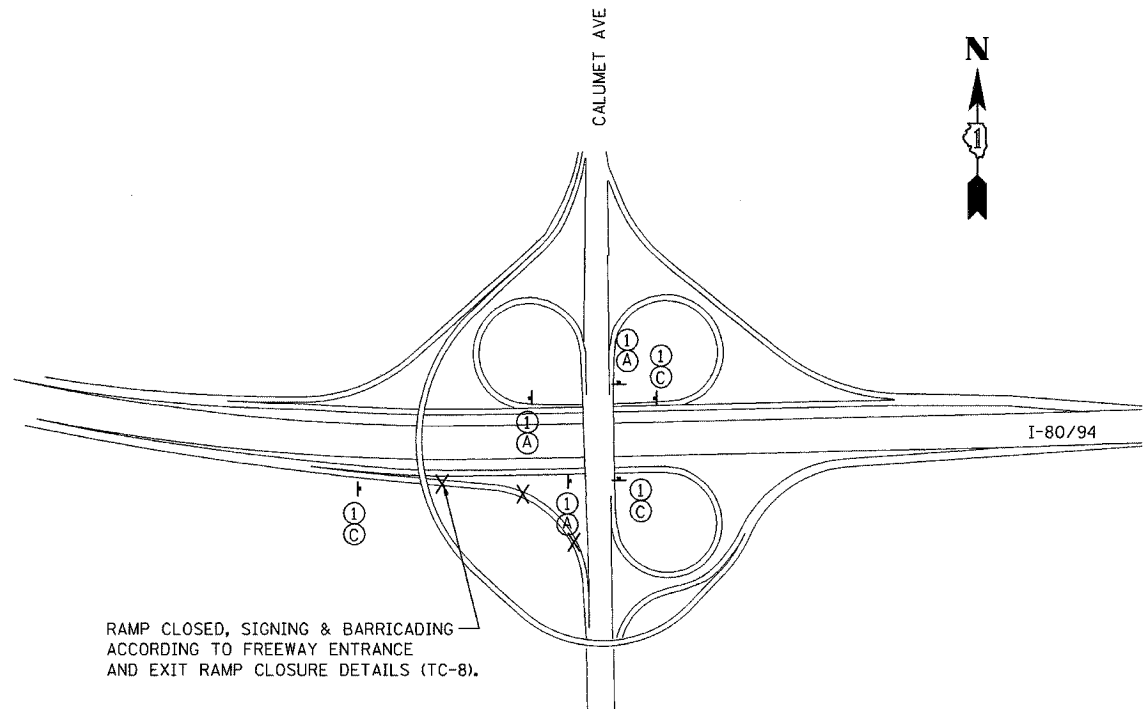 CALUMET AVE
N
1
1
A
1
C
1
A
I-80/94
1
C
1
A
1
C
RAMP CLOSED, SIGNING & BARRICADING
ACCORDING TO FREEWAY ENTRANCE
AND EXIT RAMP CLOSURE DETAILS (TC-8).